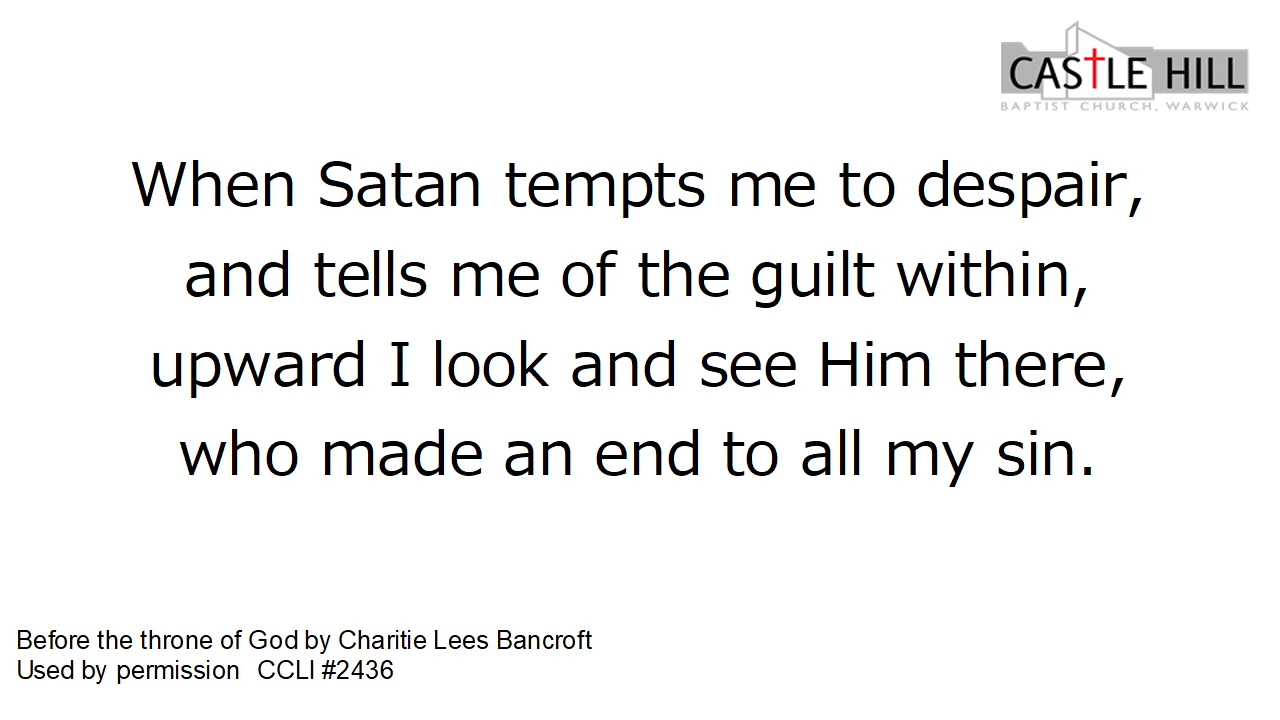 CASTLE HILL
BAPTIST CHURCH, WARWICK
When Satan tempts me to despair,
and tells me of the guilt within,
upward I look and see Him there,
who made an end to all my sin.
Before the throne of God by Charitie Lees Bancroft
Used by permission CCLI #2436